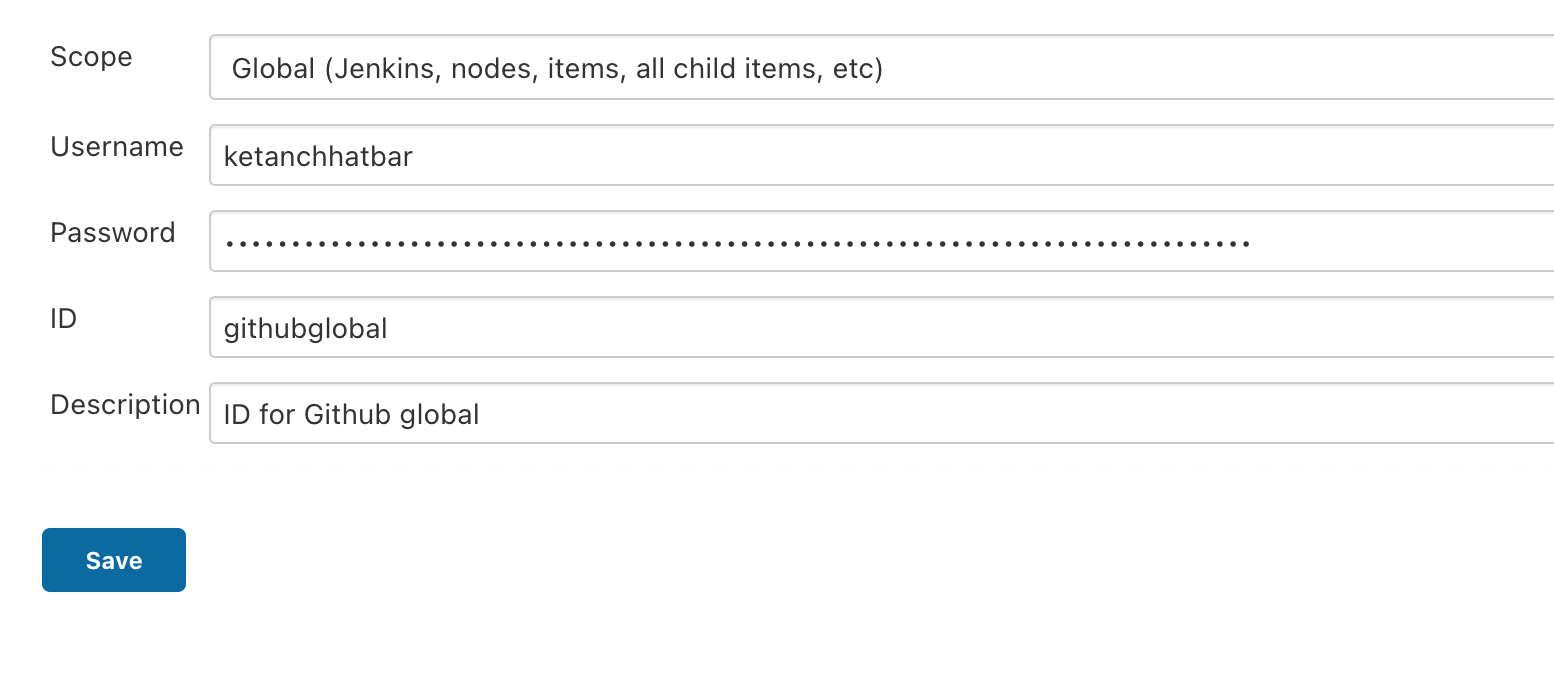 Scope
Global (Jenkins, nodes, items, all child items, etc)
Username
ketanchhatbar
Password
ID
githubglobal
Description
ID for Github global
Save